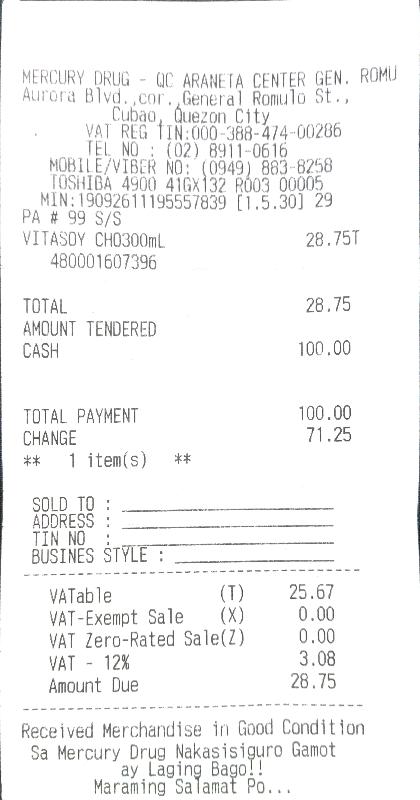 MERCURY DRUG - QC ARANETA CENTER GEN. ROMU
Aurora Blvd.,cor.,General Romulo St.,
Cubao, Quezon City
VAT REG TIN:000-388-474-00286
TEL NO : (02) 8911-0616
MOBILE/VIBER NO: (0949) 883-8258
TOSHIBA 4900 41GX132 R003 00005
MIN:19092611195557839 [1.5.30] 29
PA # 99 S/S
VITASOY CHO300mL 28.75T
480001607396
TOTAL 28.75
AMOUNT TENDERED
CASH 100.00
TOTAL PAYMENT 100.00
CHANGE 71.25
** 1 item(s) **
SOLD TO :
ADDRESS :
TIN NO :
BUSINES STYLE :
VATable (T) 25.67
VAT-Exempt Sale (X) 0.00
VAT Zero-Rated Sale(Z) 0.00
VAT - 12% 3.08
Amount Due 28.75
Received Merchandise in Good Condition
Sa Mercury Drug Nakasisiguro Gamot
ay Laging Bago!!
Maraming Salamat Po...